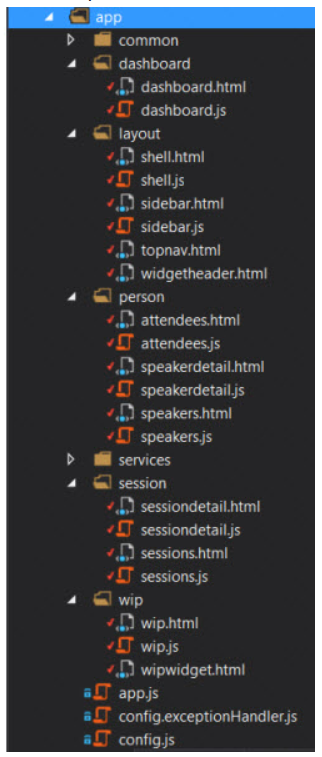 app
common
dashboard
dashboard.html
dashboard.js
layout
shell.html
shell.js
sidebar.html
sidebar.js
topnav.html
widgetheader.html
person
attendees.html
attendees.js
speakerdetail.html
speakerdetail.js
speakers.html
speakers.js
services
session
sessiondetail.html
sessiondetail.js
sessions.html
sessions.js
wip
wip.html
wip.js
wipwidget.html
app.js
config.exceptionHandler.js
config.js